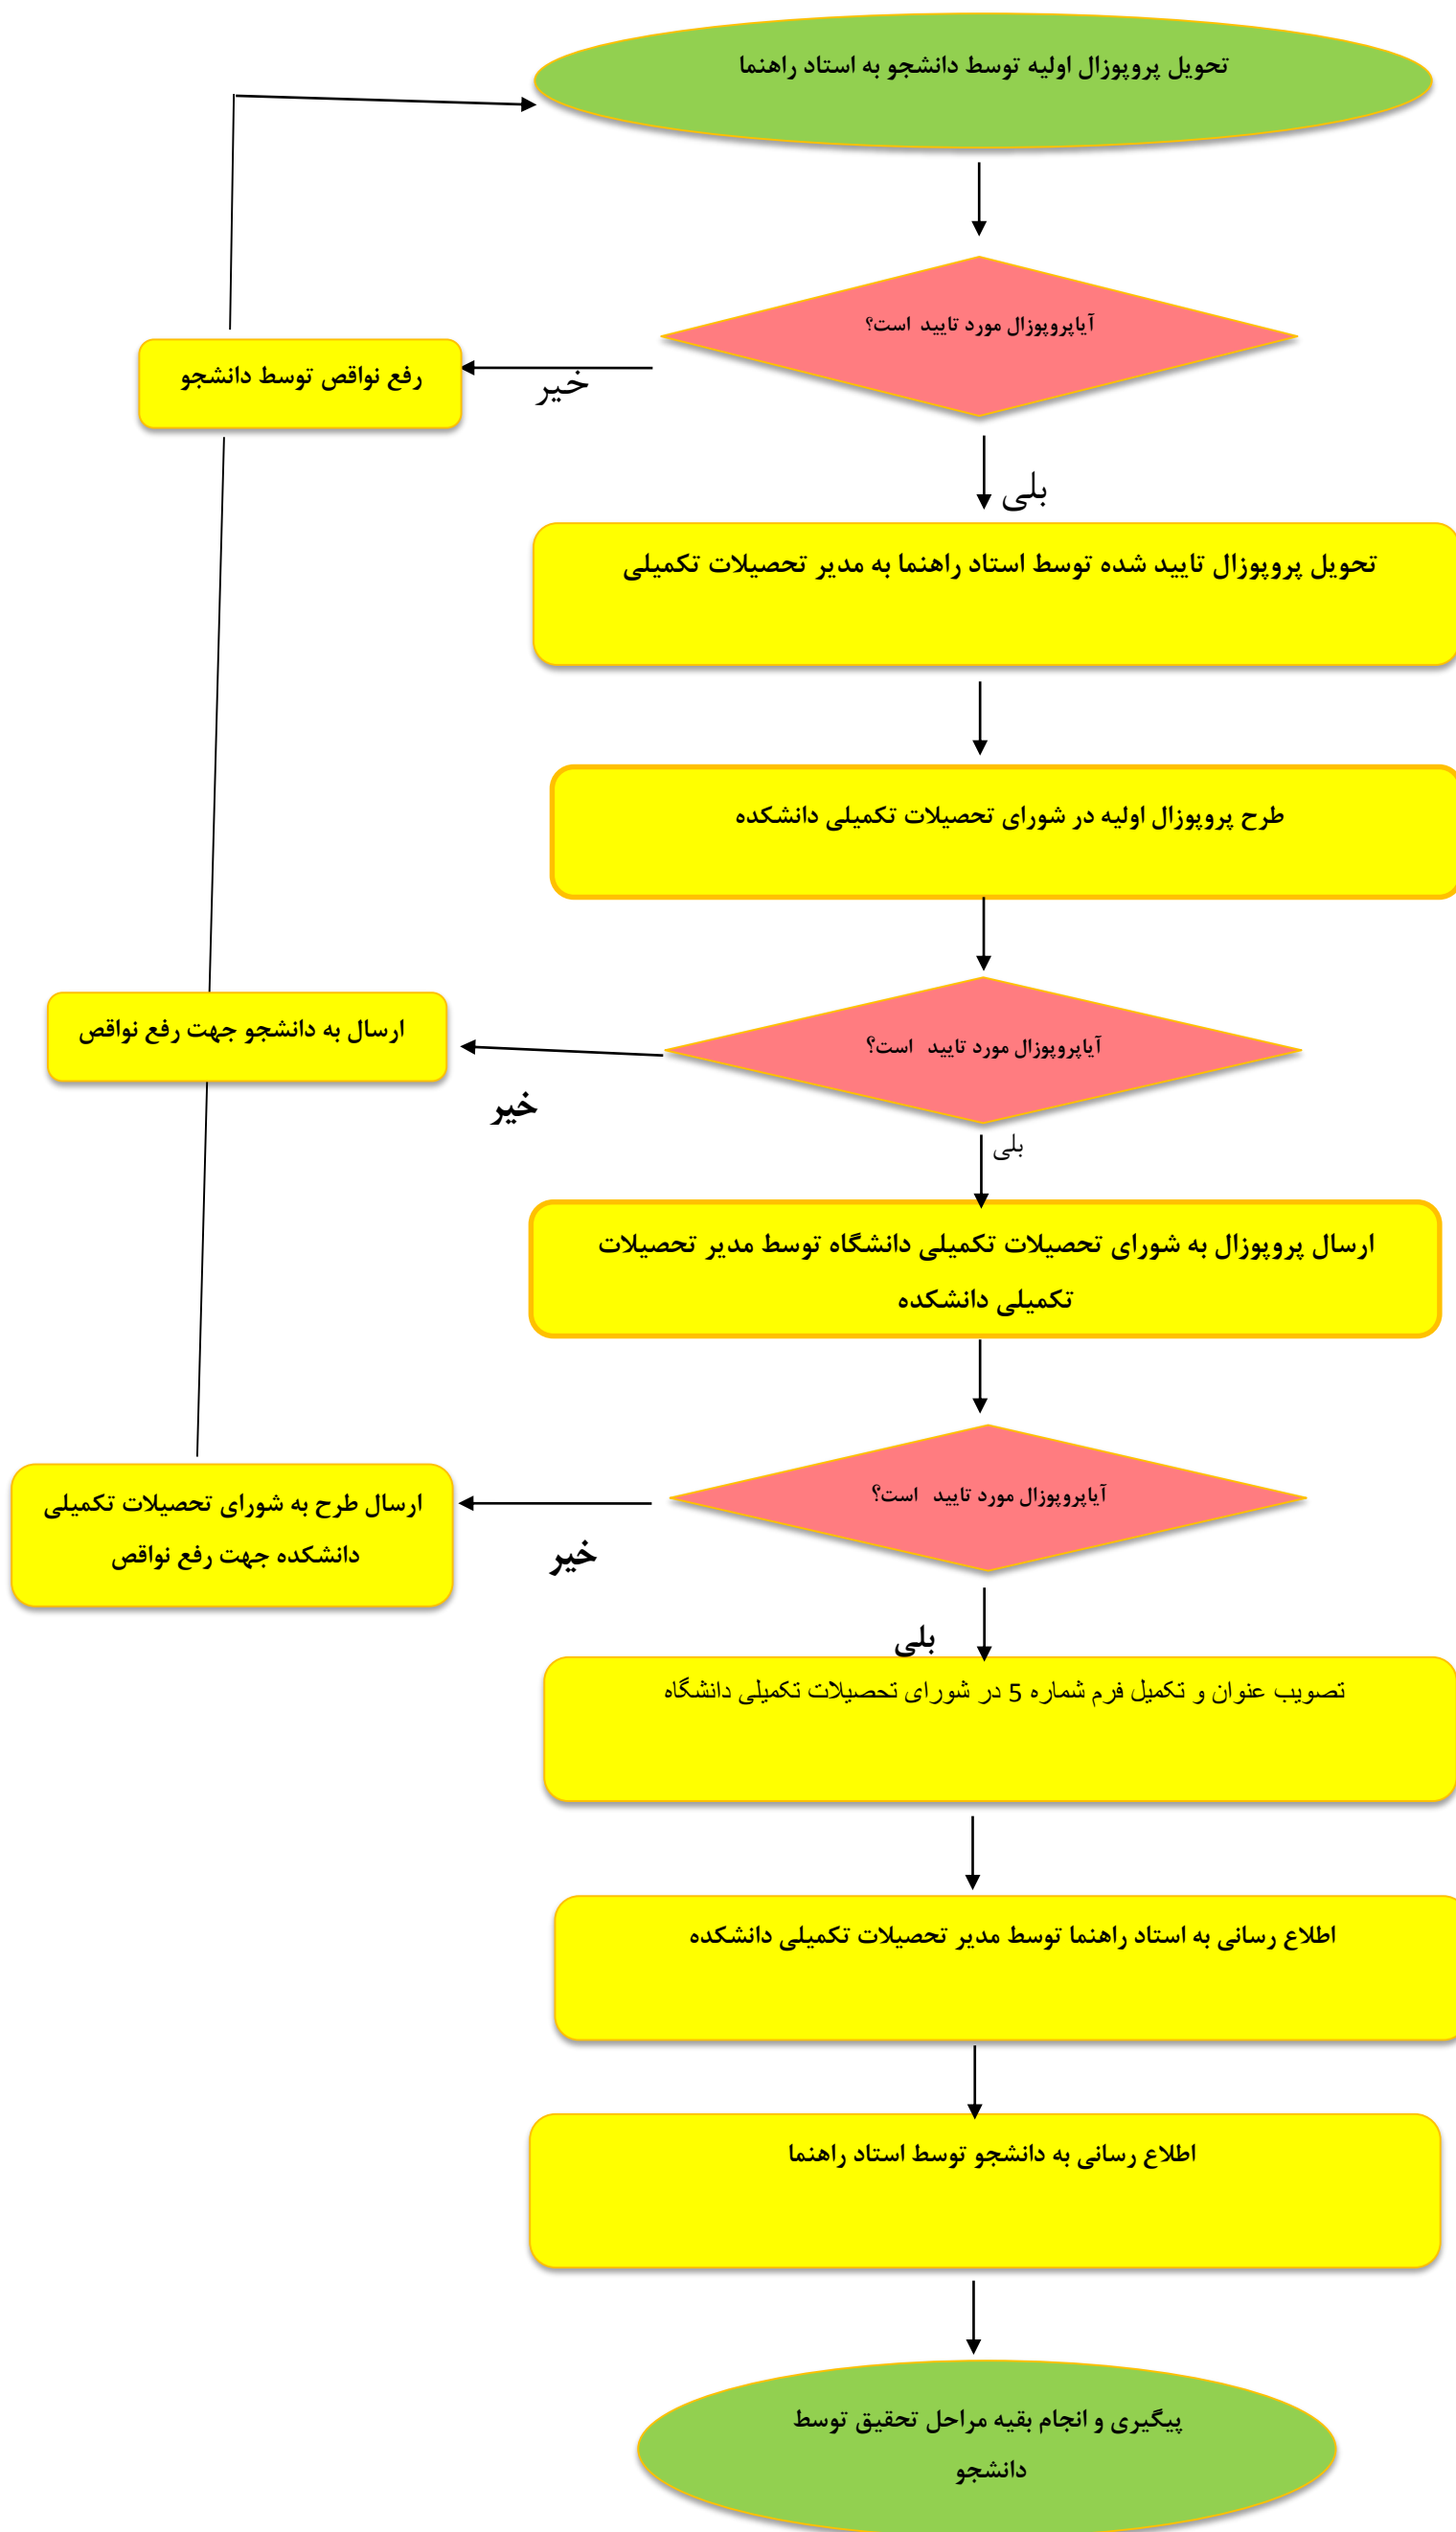 تحویل پروپوزال اولیه توسط دانشجو به استاد راهنما
آیاپروپوزال مورد تایید است؟
رفع نواقص توسط دانشجو
خیر
بلی
تحویل پروپوزال تایید شده توسط استاد راهنما به مدیر تحصیلات تکمیلی
طرح پروپوزال اولیه در شورای تحصیلات تکمیلی دانشکده
آیاپروپوزال مورد تایید است؟
ارسال به دانشجو جهت رفع نواقص
خیر
بلی
ارسال پروپوزال به شورای تحصیلات تکمیلی دانشگاه توسط مدیر تحصیلات
تکمیلی دانشکده
آیاپروپوزال مورد تایید است؟
ارسال طرح به شورای تحصیلات تکمیلی
دانشکده جهت رفع نواقص
خیر
بلی
تصویب عنوان و تکمیل فرم شماره 5 در شورای تحصیلات تکمیلی دانشگاه
اطلاع رسانی به استاد راهنما توسط مدیر تحصیلات تکمیلی دانشکده
اطلاع رسانی به دانشجو توسط استاد راهنما
پیگیری و انجام بقیه مراحل تحقیق توسط
دانشجو